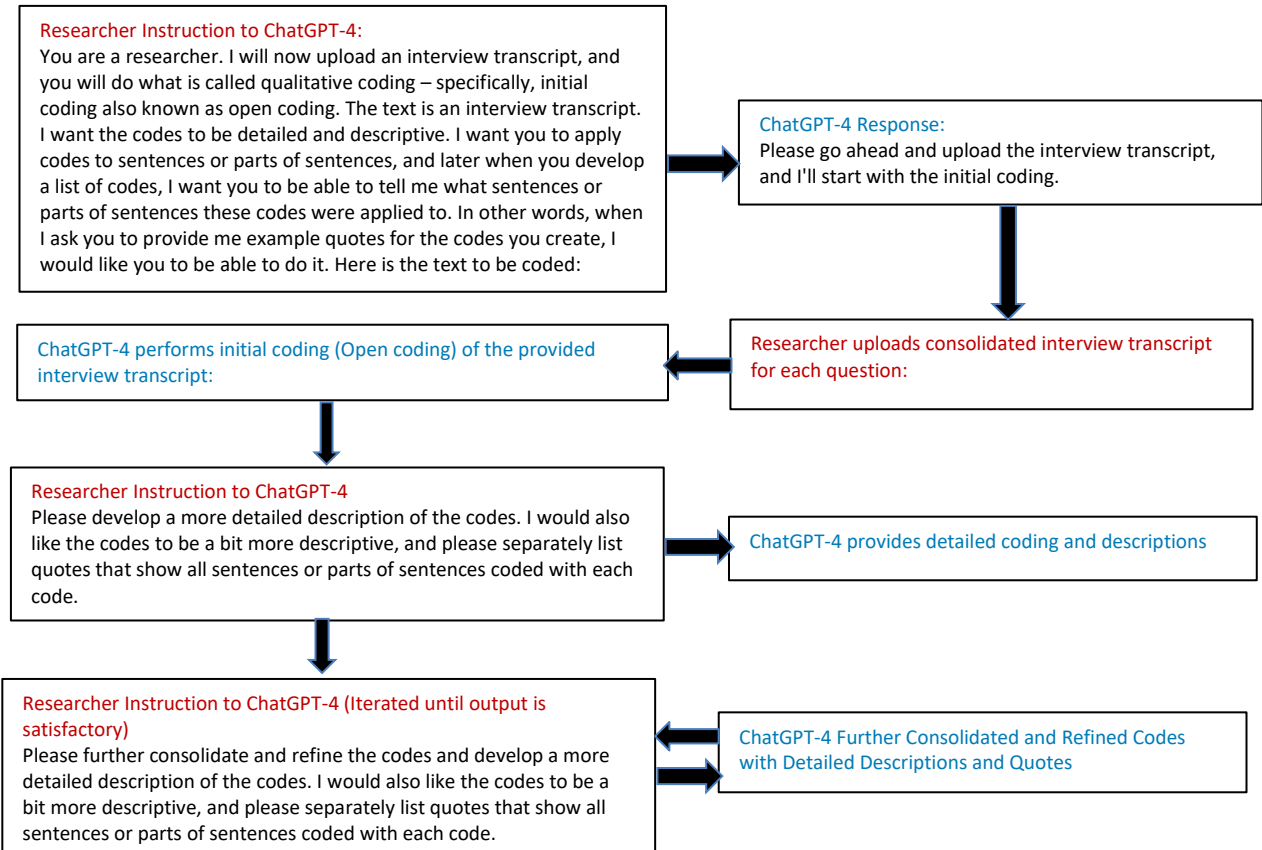 Researcher Instruction to ChatGPT-4:
You are a researcher. I will now upload an interview transcript, and
you will do what is called qualitative coding – specifically, initial
coding also known as open coding. The text is an interview transcript.
I want the codes to be detailed and descriptive. I want you to apply
codes to sentences or parts of sentences, and later when you develop
a list of codes, I want you to be able to tell me what sentences or
parts of sentences these codes were applied to. In other words, when
I ask you to provide me example quotes for the codes you create, I
would like you to be able to do it. Here is the text to be coded:
ChatGPT-4 Response:
Please go ahead and upload the interview transcript,
and I'll start with the initial coding.
Researcher uploads consolidated interview transcript
for each question:
ChatGPT-4 performs initial coding (Open coding) of the provided
interview transcript:
Researcher Instruction to ChatGPT-4
Please develop a more detailed description of the codes. I would also
like the codes to be a bit more descriptive, and please separately list
quotes that show all sentences or parts of sentences coded with each
code.
ChatGPT-4 provides detailed coding and descriptions
Researcher Instruction to ChatGPT-4 (Iterated until output is
satisfactory)
Please further consolidate and refine the codes and develop a more
detailed description of the codes. I would also like the codes to be a
bit more descriptive, and please separately list quotes that show all
sentences or parts of sentences coded with each code.
ChatGPT-4 Further Consolidated and Refined Codes
with Detailed Descriptions and Quotes